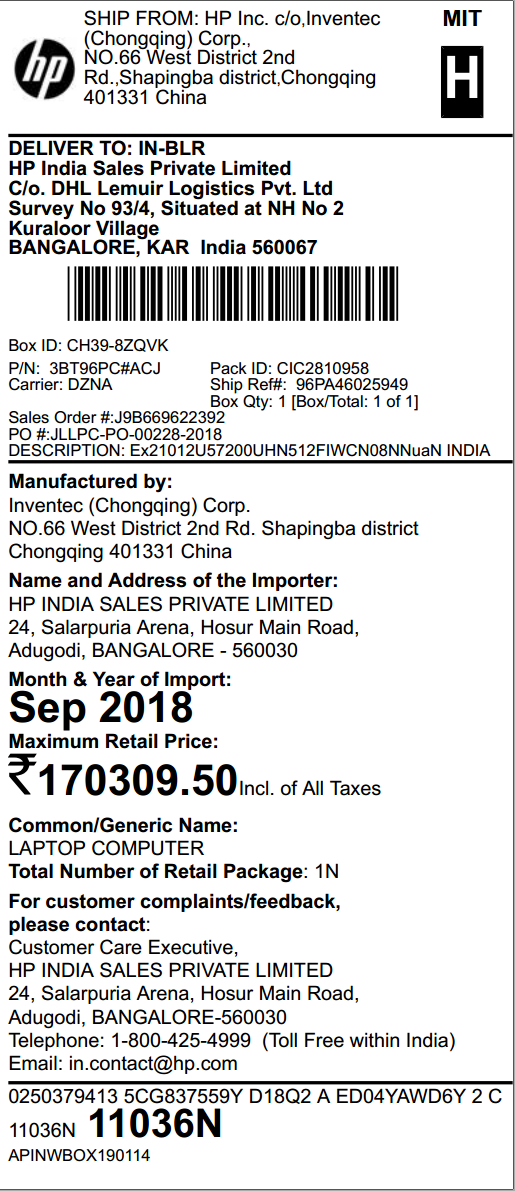 SHIP FROM: HP Inc. c/o,Inventec
(Chongqing) Corp.,
NO.66 West District 2nd
Rd.,Shapingba district,Chongqing
401331 China
MIT
H
hp
DELIVER TO: IN-BLR
HP India Sales Private Limited
C/o. DHL Lemuir Logistics Pvt. Ltd
Survey No 93/4, Situated at NH No 2
Kuraloor Village
BANGALORE, KAR India 560067
Box ID: CH39-8ZQVK
P/N: 3BT96PC#ACJ Pack ID: CIC2810958
Carrier: DZNA Ship Ref#: 96PA46025949
Box Qty: 1 [Box/Total: 1 of 1]
Sales Order #:J9B669622392
PO #:JLLPC-PO-00228-2018
DESCRIPTION: Ex21012U57200UHN512FIWCN08NNuaN INDIA
Manufactured by:
Inventec (Chongqing) Corp.
NO.66 West District 2nd Rd. Shapingba district
Chongqing 401331 China
Name and Address of the Importer:
HP INDIA SALES PRIVATE LIMITED
24, Salarpuria Arena, Hosur Main Road,
Adugodi, BANGALORE - 560030
Month & Year of Import:
Sep 2018
Maximum Retail Price:
₹170309.50Incl. of All Taxes
Common/Generic Name:
LAPTOP COMPUTER
Total Number of Retail Package: 1N
For customer complaints/feedback,
please contact:
Customer Care Executive,
HP INDIA SALES PRIVATE LIMITED
24, Salarpuria Arena, Hosur Main Road,
Adugodi, BANGALORE-560030
Telephone: 1-800-425-4999 (Toll Free within India)
Email: in.contact@hp.com
0250379413 5CG837559Y D18Q2 A ED04YAWD6Y 2 C
11036N 11036N
APINWBOX190114